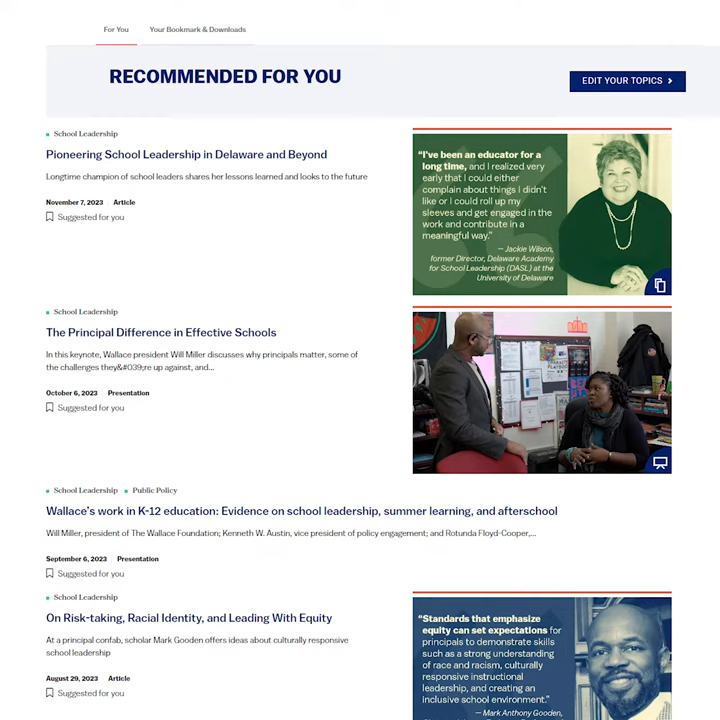 For You
Your Bookmark & Downloads
RECOMMENDED FOR YOU
EDIT YOUR TOPICS
School Leadership
Pioneering School Leadership in Delaware and Beyond
Longtime champion of school leaders shares her lessons learned and looks to the future
November 7, 2023 Article
Suggested for you
“I’ve been an educator for a
long time, and I realized very
early that I could either
complain about things I didn’t
like or I could roll up my
sleeves and get engaged in the
work and contribute in a
meaningful way.”
— Jackie Wilson,
former Director, Delaware Academy
for School Leadership (DASL) at the
University of Delaware
School Leadership
The Principal Difference in Effective Schools
In this keynote, Wallace president Will Miller discusses why principals matter, some of
the challenges they&#039;re up against, and...
October 6, 2023 Presentation
Suggested for you
School Leadership Public Policy
Wallace’s work in K-12 education: Evidence on school leadership, summer learning, and afterschool
Will Miller, president of The Wallace Foundation; Kenneth W. Austin, vice president of policy engagement; and Rotunda Floyd-Cooper,...
September 6, 2023 Presentation
Suggested for you
School Leadership
On Risk-taking, Racial Identity, and Leading With Equity
At a principal confab, scholar Mark Gooden offers ideas about culturally responsive
school leadership
August 29, 2023 Article
Suggested for you
“Standards that emphasize
equity can set expectations for
principals to demonstrate skills
such as a strong understanding
of race and racism, culturally
responsive instructional
leadership, and creating an
inclusive school environment.”
— Mark Anthony Gooden,